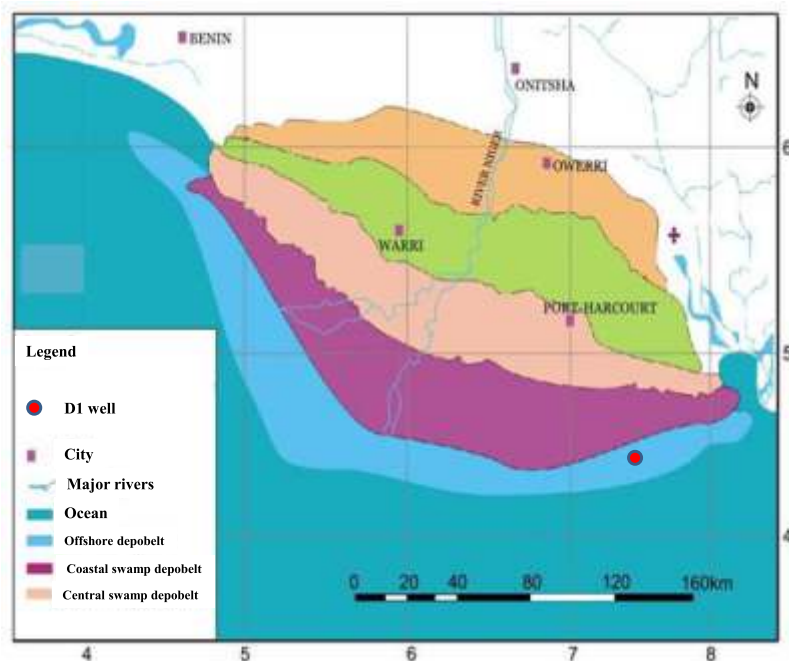 BENIN
ONITSHA
N
6
RIVER NIGER
OWERRI
WARRI
PORT-HARCOURT
5
Legend
D1 well
City
Major rivers
Ocean
Offshore depobelt
Coastal swamp depobelt
Central swamp depobelt
4
0 20 40 80 120 160km
4 5 6 7 8